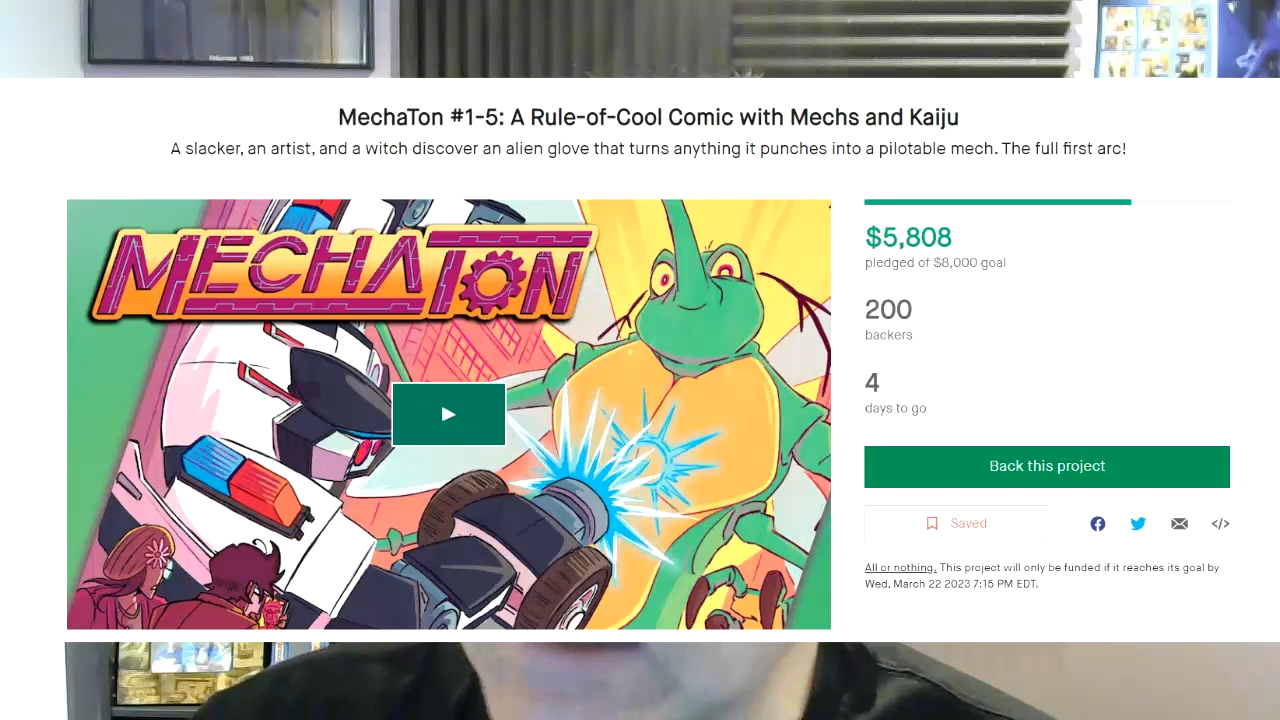 MechaTon #1-5: A Rule-of-Cool Comic with Mechs and Kaiju
A slacker, an artist, and a witch discover an alien glove that turns anything it punches into a pilotable mech. The full first arc!
MECHATON
$5,808
pledged of $8,000 goal
200
backers
4
days to go
Back this project
Saved
All or nothing. This project will only be funded if it reaches its goal by
Wed, March 22 2023 7:15 PM EDT.